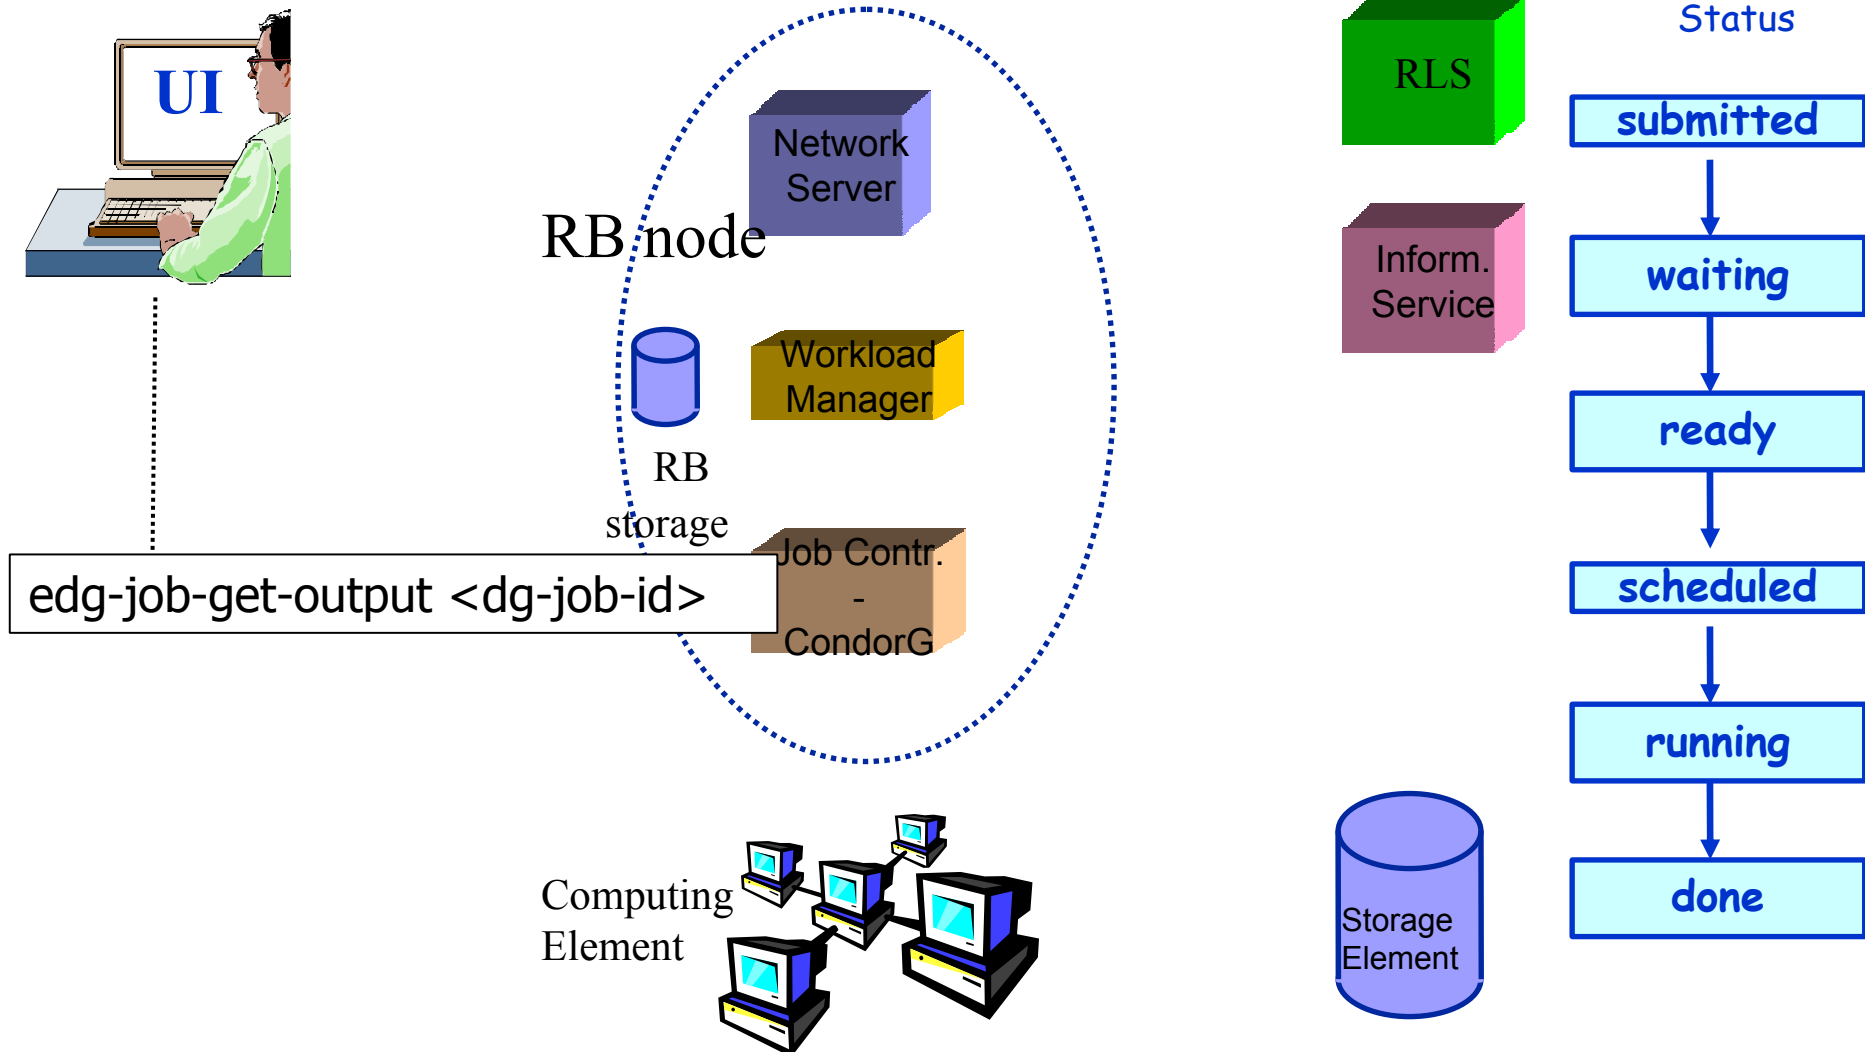 UI
Network
Server
RB node
Workload
Manager
RB
storage
Job Contr.
-
CondorG
edg-job-get-output <dg-job-id>
Computing
Element
RLS
Inform.
Service
Storage
Element
Status
submitted
waiting
ready
scheduled
running
done